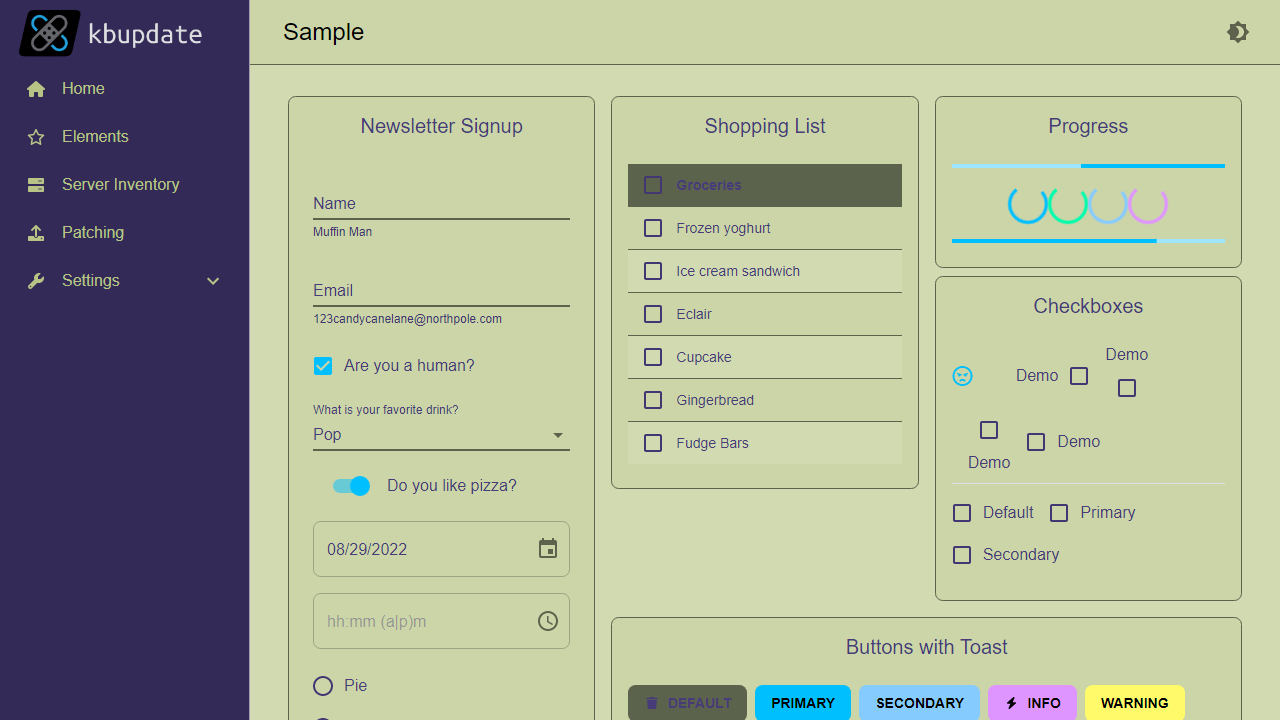 kbupdate
Home
Elements
Server Inventory
Patching
Settings
Sample
Newsletter Signup
Name
Muffin Man
Email
123candycanelane@northpole.com
Are you a human?
What is your favorite drink?
Pop
Do you like pizza?
08/29/2022
hh:mm (a|p)m
Pie
Shopping List
Groceries
Frozen yoghurt
Ice cream sandwich
Eclair
Cupcake
Gingerbread
Fudge Bars
Progress
Checkboxes
Demo
Demo
Demo
Demo
Default
Primary
Secondary
Buttons with Toast
DEFAULT
PRIMARY
SECONDARY
INFO
WARNING